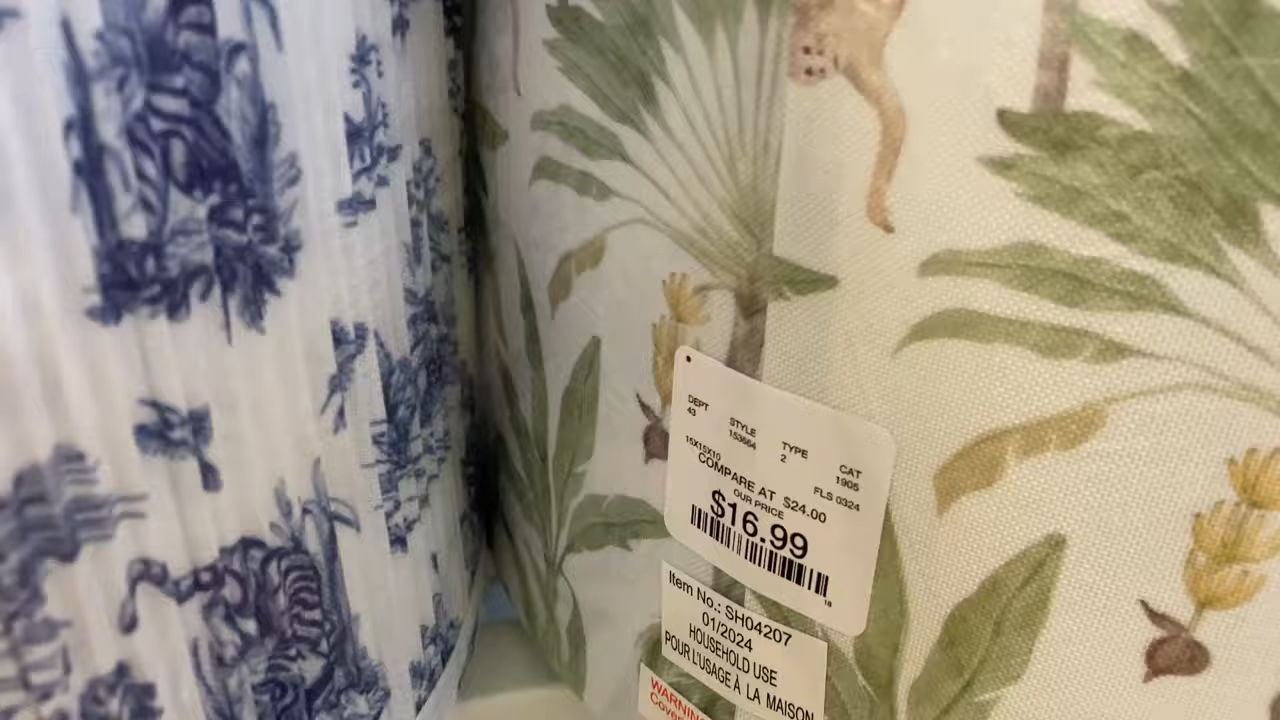 DEPT STYLE TYPE CAT
43 153664 2 1905
15X15X10 FLS 0324
COMPARE AT $24.00
OUR PRICE
$16.99
18
Item No.: SH04207
01/2024
HOUSEHOLD USE
POUR L'USAGE À LA MAISON
WARNING